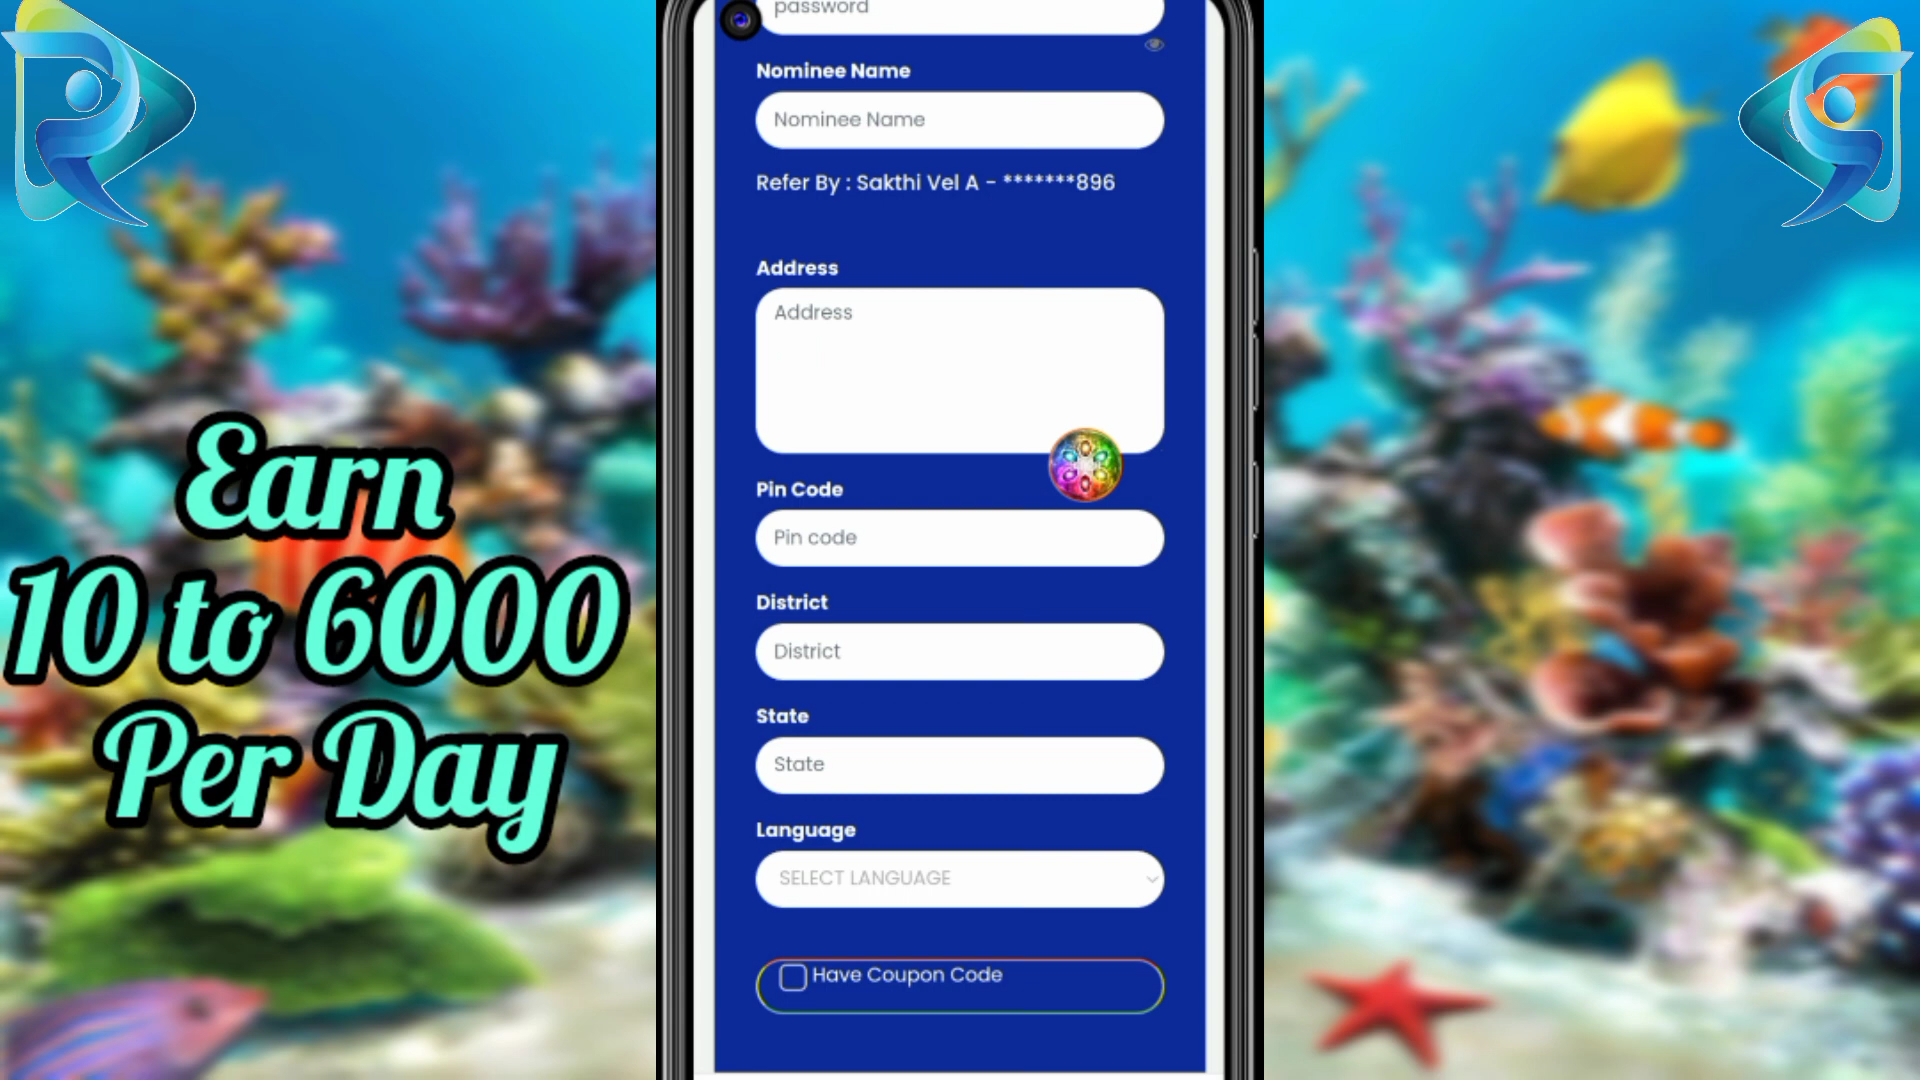 Earn
10 to 6000
Per Day
password
Nominee Name
Nominee Name
Refer By : Sakthi Vel A - *******896
Address
Address
Pin Code
Pin code
District
District
State
State
Language
SELECT LANGUAGE
Have Coupon Code